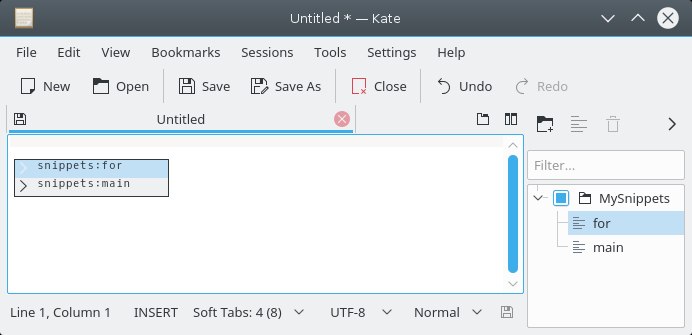 Untitled * — Kate
File Edit View Bookmarks Sessions Tools Settings Help
New Open Save Save As Close Undo Redo
Untitled
Filter...
snippets:for
snippets:main
MySnippets
for
main
Line 1, Column 1 INSERT Soft Tabs: 4 (8) UTF-8 Normal